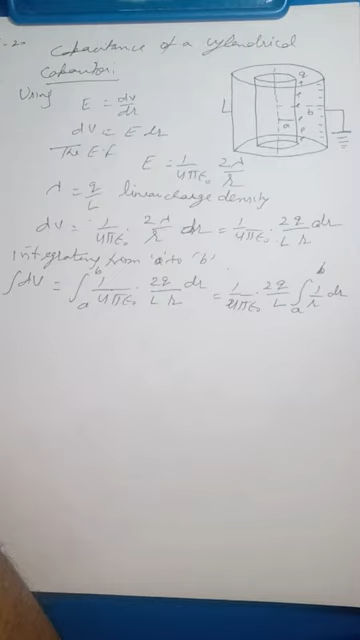 Capacitance of a cylindrical
Capacitor:
Using E = dv/dr
dv = E dr
The E.f
E = 1/4πε₀ 2λ/r
λ = q/L linear charge density
dv = 1/4πε₀ · 2λ/r dr = 1/4πε₀ · 2q/L dr/r
Integrating from 'a' to 'b'
∫dV = ∫ₐᵇ 1/4πε₀ · 2q/L r dr = 1/4πε₀ · 2q/L ∫ₐᵇ 1/r dr
L
a
b